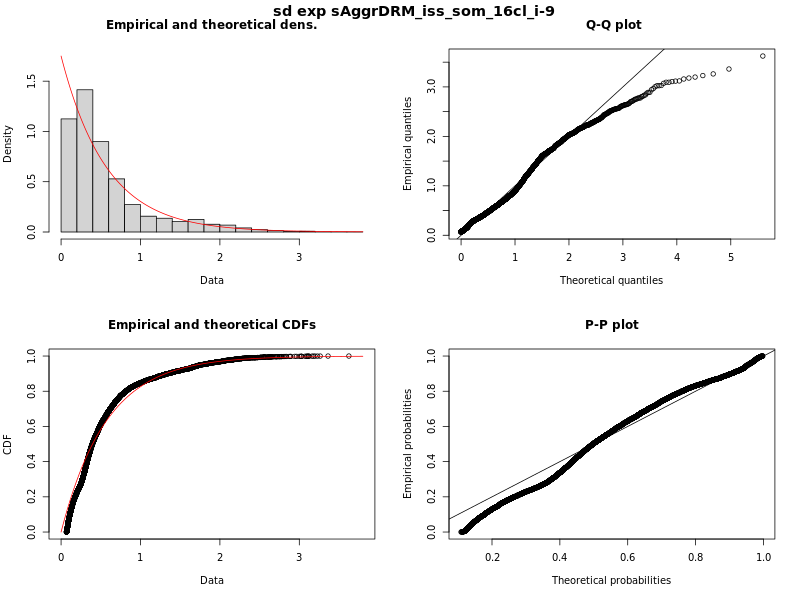 sd exp sAggrDRM_iss_som_16cl_i-9
Empirical and theoretical dens.
Density
0.0 0.5 1.0 1.5
0 1 2 3
Data
Q-Q plot
Empirical quantiles
0.0 1.0 2.0 3.0
0 1 2 3 4 5
Theoretical quantiles
Empirical and theoretical CDFs
CDF
0.0 0.2 0.4 0.6 0.8 1.0
0 1 2 3
Data
P-P plot
Empirical probabilities
0.0 0.2 0.4 0.6 0.8 1.0
0.2 0.4 0.6 0.8 1.0
Theoretical probabilities